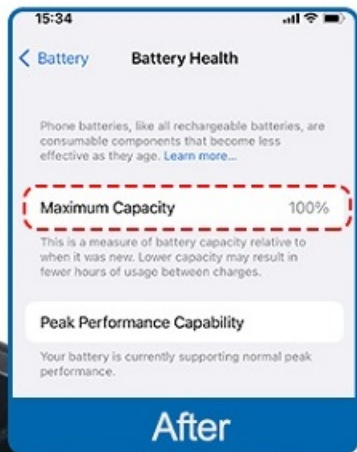 15:34
Battery
Battery Health
Phone batteries, like all rechargeable batteries, are
consumable components that become less
effective as they age. Learn more...
Maximum Capacity 100%
This is a measure of battery capacity relative to
when it was new. Lower capacity may result in
fewer hours of usage between charges.
Peak Performance Capability
Your battery is currently supporting normal peak
performance.
After